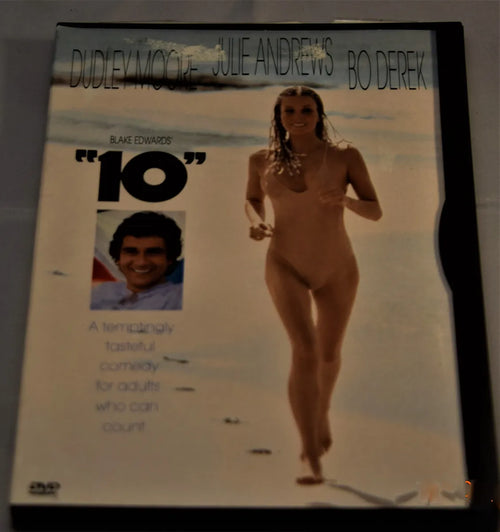 DUDLEY MOORE JULIE ANDREWS BO DEREK
BLAKE EDWARDS'
"10"
A temptingly
tasteful
comedy
for adults
who can
count
DVD